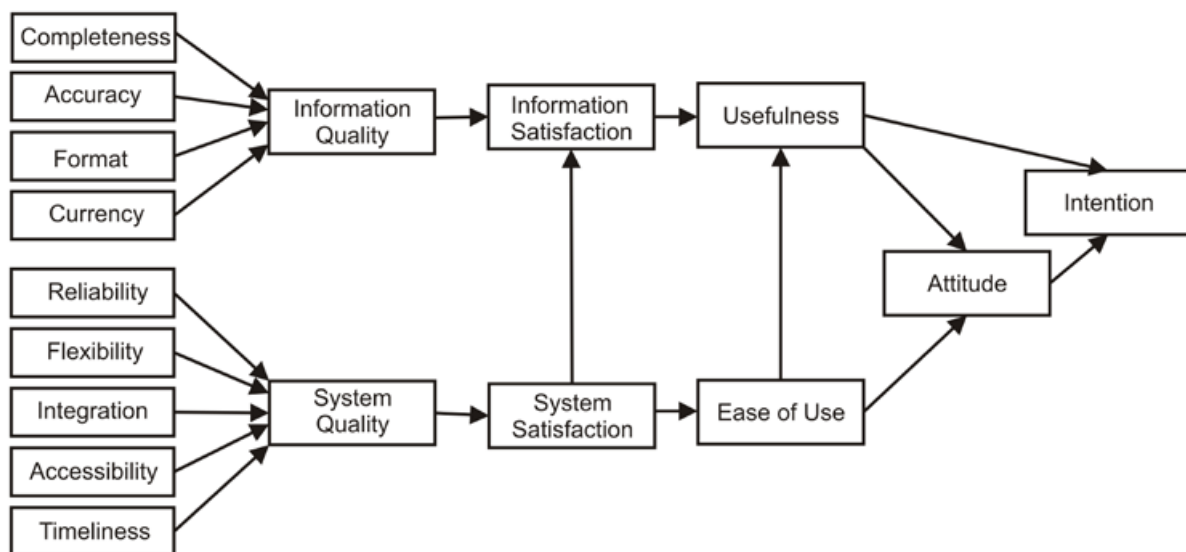 Completeness
Accuracy
Format
Currency
Information
Quality
Information
Satisfaction
Usefulness
Intention
Attitude
Reliability
Flexibility
Integration
Accessibility
Timeliness
System
Quality
System
Satisfaction
Ease of Use